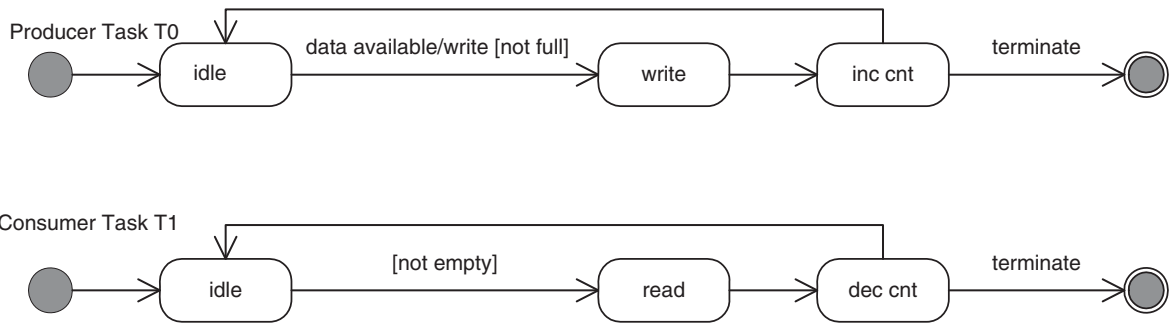 Producer Task T0
idle
data available/write [not full]
write
inc cnt
terminate
Consumer Task T1
idle
[not empty]
read
dec cnt
terminate